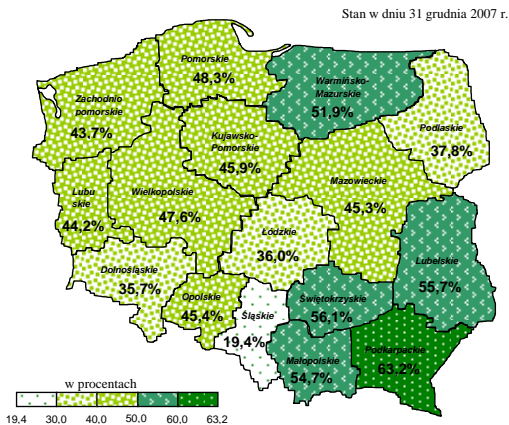 Stan w dniu 31 grudnia 2007 r.
Pomorskie
48,3%
Warmińsko-
Mazurskie
51,9%
Zachodnio
pomorskie
43.7%
Podlaskie
37,8%
Kujawsko-
Pomorskie
45,9%
Mazowieckie
45,3%
Lubu
skie
44,2%
Wielkopolskie
47,6%
Łódzkie
36,0%
Lubelskie
55,7%
Dolnośląskie
35,7%
Opolskie
45,4%
Śląskie
19,4%
Świętokrzyskie
56,1%
Małopolskie
54,7%
Podkarpackie
63,2%
w procentach
19,4 30,0 40,0 50,0 60,0 63,2